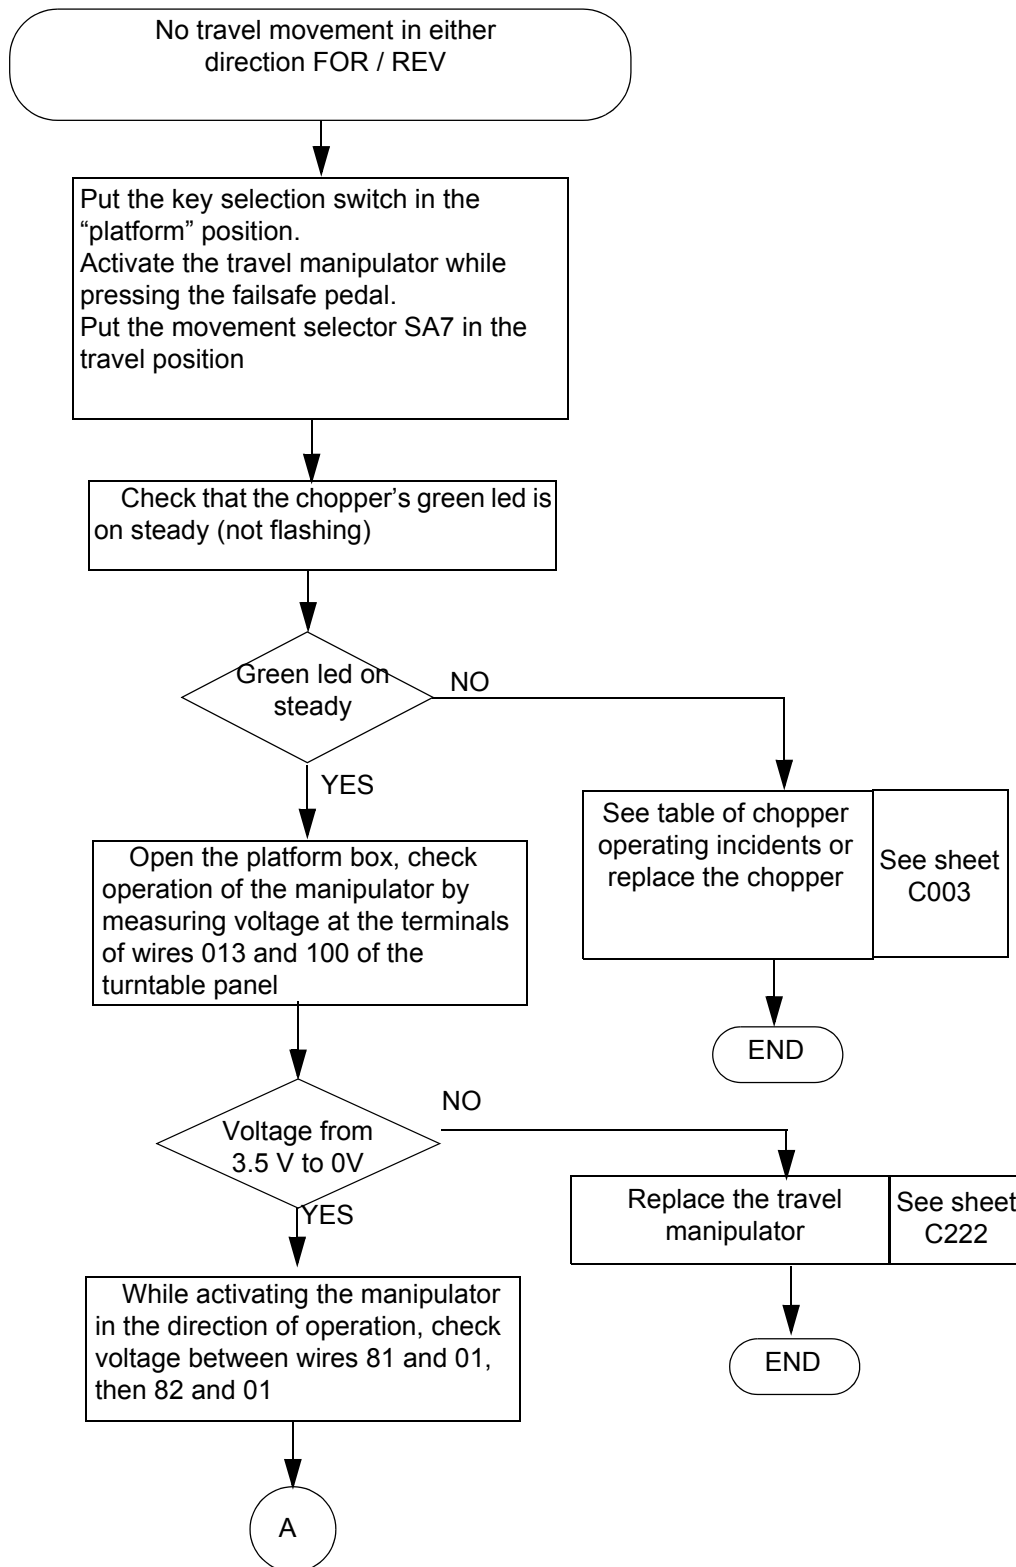 No travel movement in either
direction FOR / REV
Put the key selection switch in the
“platform” position.
Activate the travel manipulator while
pressing the failsafe pedal.
Put the movement selector SA7 in the
travel position
Check that the chopper’s green led is
on steady (not flashing)
Green led on
steady
NO
YES
See table of chopper
operating incidents or
replace the chopper
See sheet
C003
Open the platform box, check
operation of the manipulator by
measuring voltage at the terminals
of wires 013 and 100 of the
turntable panel
END
Voltage from
3.5 V to 0V
NO
YES
Replace the travel
manipulator
See sheet
C222
While activating the manipulator
in the direction of operation, check
voltage between wires 81 and 01,
then 82 and 01
END
A